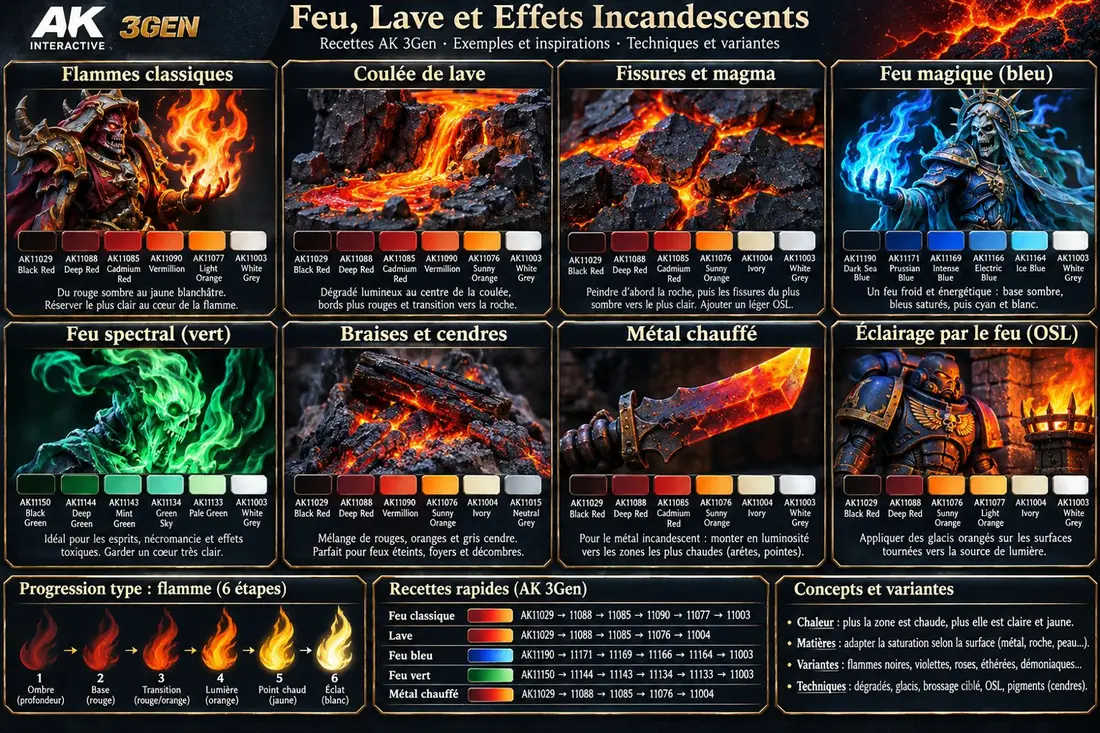 AK
INTERACTIVE
3GEN
Feu, Lave et Effets Incandescents
Recettes AK 3Gen · Exemples et inspirations · Techniques et variantes
Flammes classiques
AK11029 Black Red
AK11088 Deep Red
AK11085 Cadmium Red
AK11090 Vermillion
AK11077 Light Orange
AK11003 White Grey
Du rouge sombre au jaune blanchâtre.
Réserver le plus clair au cœur de la flamme.
Coulée de lave
AK11029 Black Red
AK11088 Deep Red
AK11085 Cadmium Red
AK11090 Vermillion
AK11076 Sunny Orange
AK11003 White Grey
Dégradé lumineux au centre de la coulée,
bords plus rouges et transition vers la roche.
Fissures et magma
AK11029 Black Red
AK11088 Deep Red
AK11085 Cadmium Red
AK11076 Sunny Orange
AK11004 Ivory
AK11003 White Grey
Peindre d'abord la roche, puis les fissures du plus
sombre vers le plus clair. Ajouter un léger OSL.
Feu magique (bleu)
AK11190 Dark Sea Blue
AK11171 Prussian Blue
AK11169 Intense Blue
AK11166 Electric Blue
AK11164 Ice Blue
AK11003 White Grey
Un feu froid et énergétique : base sombre,
bleus saturés, puis cyan et blanc.
Feu spectral (vert)
AK11150 Black Green
AK11144 Deep Green
AK11143 Mint Green
AK11134 Green Sky
AK11133 Pale Green
AK11003 White Grey
Idéal pour les esprits, nécromancie et effets
toxiques. Garder un cœur très clair.
Braises et cendres
AK11029 Black Red
AK11088 Deep Red
AK11090 Vermillion
AK11076 Sunny Orange
AK11004 Ivory
AK11015 Neutral Grey
Mélange de rouges, oranges et gris cendre.
Parfait pour feux éteints, foyers et décombres.
Métal chauffé
AK11029 Black Red
AK11088 Deep Red
AK11085 Cadmium Red
AK11076 Sunny Orange
AK11004 Ivory
AK11003 White Grey
Pour le métal incandescent : monter en luminosité
vers les zones les plus chaudes (arêtes, pointes).
Éclairage par le feu (OSL)
AK11029 Black Red
AK11088 Deep Red
AK11076 Sunny Orange
AK11077 Light Orange
AK11004 Ivory
AK11003 White Grey
Appliquer des glacis orangés sur les surfaces
tournées vers la source de lumière.
Progression type : flamme (6 étapes)
1 Ombre (profondeur)
2 Base (rouge)
3 Transition (rouge/orange)
4 Lumière (orange)
5 Point chaud (jaune)
6 Éclat (blanc)
Recettes rapides (AK 3Gen)
Feu classique AK11029 → 11088 → 11085 → 11090 → 11077 → 11003
Lave AK11029 → 11088 → 11085 → 11076 → 11004
Feu bleu AK11190 → 11171 → 11169 → 11166 → 11164 → 11003
Feu vert AK11150 → 11144 → 11143 → 11134 → 11133 → 11003
Métal chauffé AK11029 → 11088 → 11085 → 11076 → 11004
Concepts et variantes
• Chaleur : plus la zone est chaude, plus elle est claire et jaune.
• Matières : adapter la saturation selon la surface (métal, roche, peau...).
• Variantes : flammes noires, violettes, roses, éthérées, démoniaques...
• Techniques : dégradés, glacis, brossage ciblé, OSL, pigments (cendres).